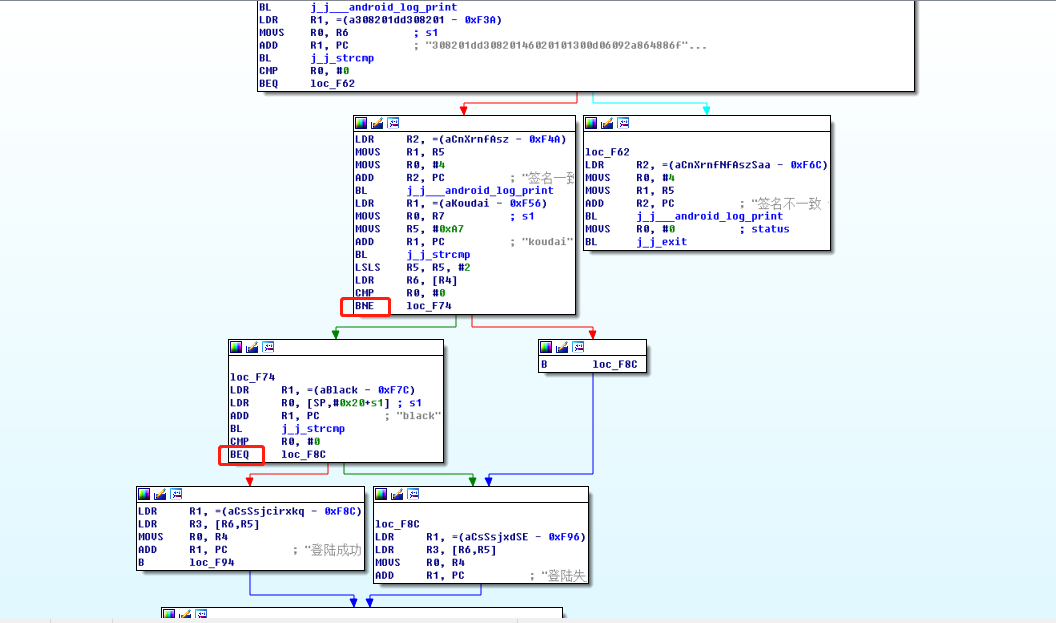 BL j_j___android_log_print
LDR R1, =(a308201dd308201 - 0xF3A)
MOVS R0, R6 ; s1
ADD R1, PC ; "308201dd30820146020101300d06092a864886f"...
BL j_j_strcmp
CMP R0, #0
BEQ loc_F62
LDR R2, =(aCnXrnfAsz - 0xF4A)
MOVS R1, R5
MOVS R0, #4
ADD R2, PC ; "签名一致
BL j_j___android_log_print
LDR R1, =(aKoudai - 0xF56)
MOVS R0, R7 ; s1
MOVS R5, #0xA7
ADD R1, PC ; "koudai"
BL j_j_strcmp
LSLS R5, R5, #2
LDR R6, [R4]
CMP R0, #0
BNE loc_F74
loc_F62
LDR R2, =(aCnXrnfNfAszSaa - 0xF6C)
MOVS R0, #4
MOVS R1, R5
ADD R2, PC ; "签名不一致
BL j_j___android_log_print
MOVS R0, #0 ; status
BL j_j_exit
loc_F74
LDR R1, =(aBlack - 0xF7C)
LDR R0, [SP,#0x20+s1] ; s1
ADD R1, PC ; "black"
BL j_j_strcmp
CMP R0, #0
BEQ loc_F8C
B loc_F8C
LDR R1, =(aCsSsjcirxkq - 0xF8C)
LDR R3, [R6,R5]
MOVS R0, R4
ADD R1, PC ; "登陆成功
B loc_F94
loc_F8C
LDR R1, =(aCsSsjxdSE - 0xF96)
LDR R3, [R6,R5]
MOVS R0, R4
ADD R1, PC ; "登陆失